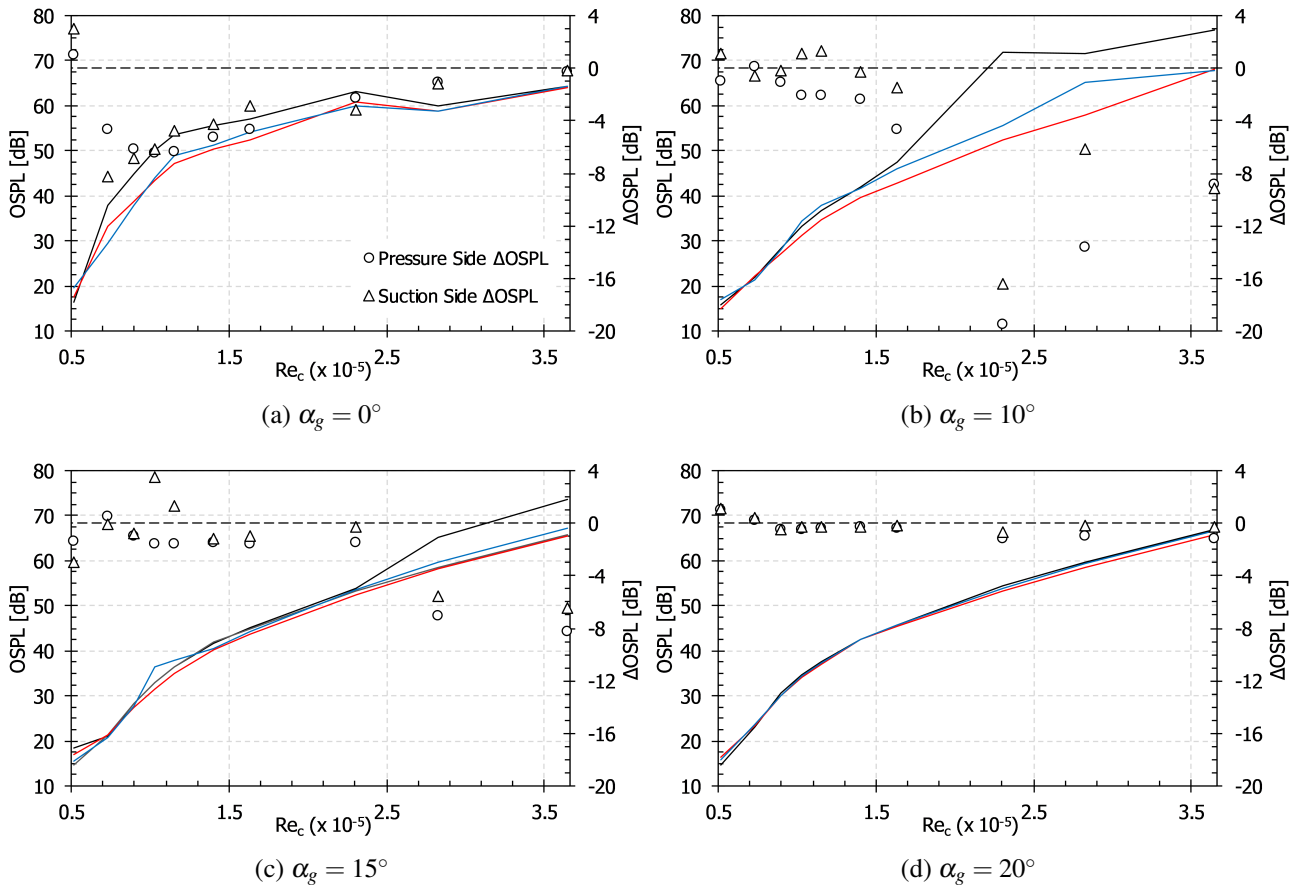 80
70
60
50
40
30
20
10
OSPL [dB]
4
0
-4
-8
-12
-16
-20
ΔOSPL [dB]
Pressure Side ΔOSPL
Suction Side ΔOSPL
0.5 1.5 2.5 3.5
Re_c (x 10⁻⁵)
(a) α_g = 0°
80
70
60
50
40
30
20
10
OSPL [dB]
4
0
-4
-8
-12
-16
-20
ΔOSPL [dB]
0.5 1.5 2.5 3.5
Re_c (x 10⁻⁵)
(b) α_g = 10°
80
70
60
50
40
30
20
10
OSPL [dB]
4
0
-4
-8
-12
-16
-20
ΔOSPL [dB]
0.5 1.5 2.5 3.5
Re_c (x 10⁻⁵)
(c) α_g = 15°
80
70
60
50
40
30
20
10
OSPL [dB]
4
0
-4
-8
-12
-16
-20
ΔOSPL [dB]
0.5 1.5 2.5 3.5
Re_c (x 10⁻⁵)
(d) α_g = 20°